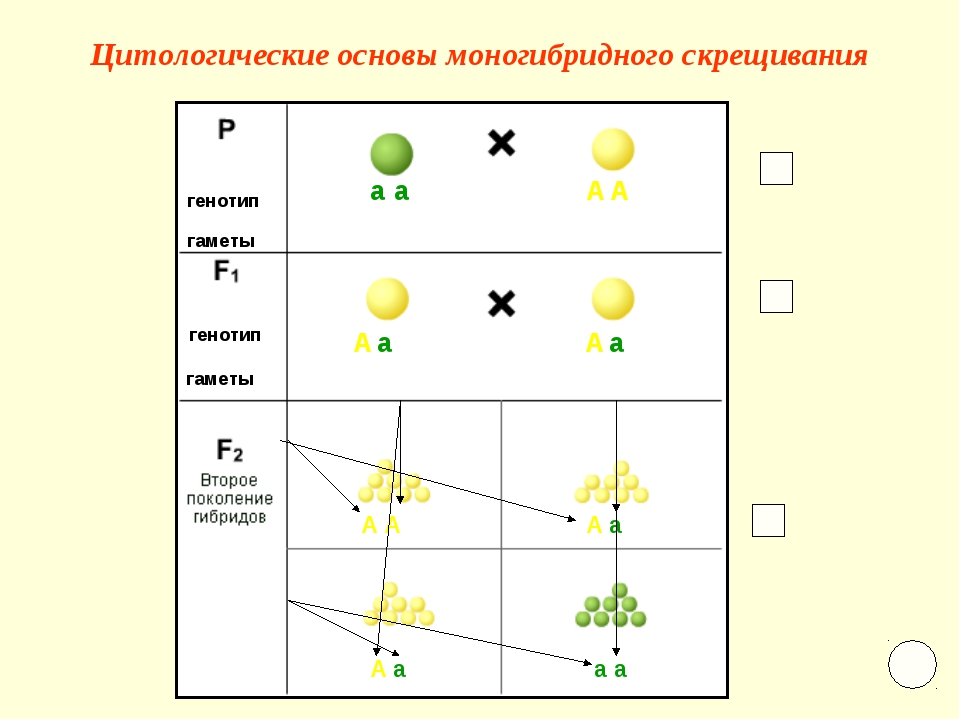 Цитологические основы моногибридного скрещивания
P
a a
A A
генотип
гаметы
F1
A a
A a
генотип
гаметы
F2
Второе
поколение
гибридов
A A
A a
A a
a a